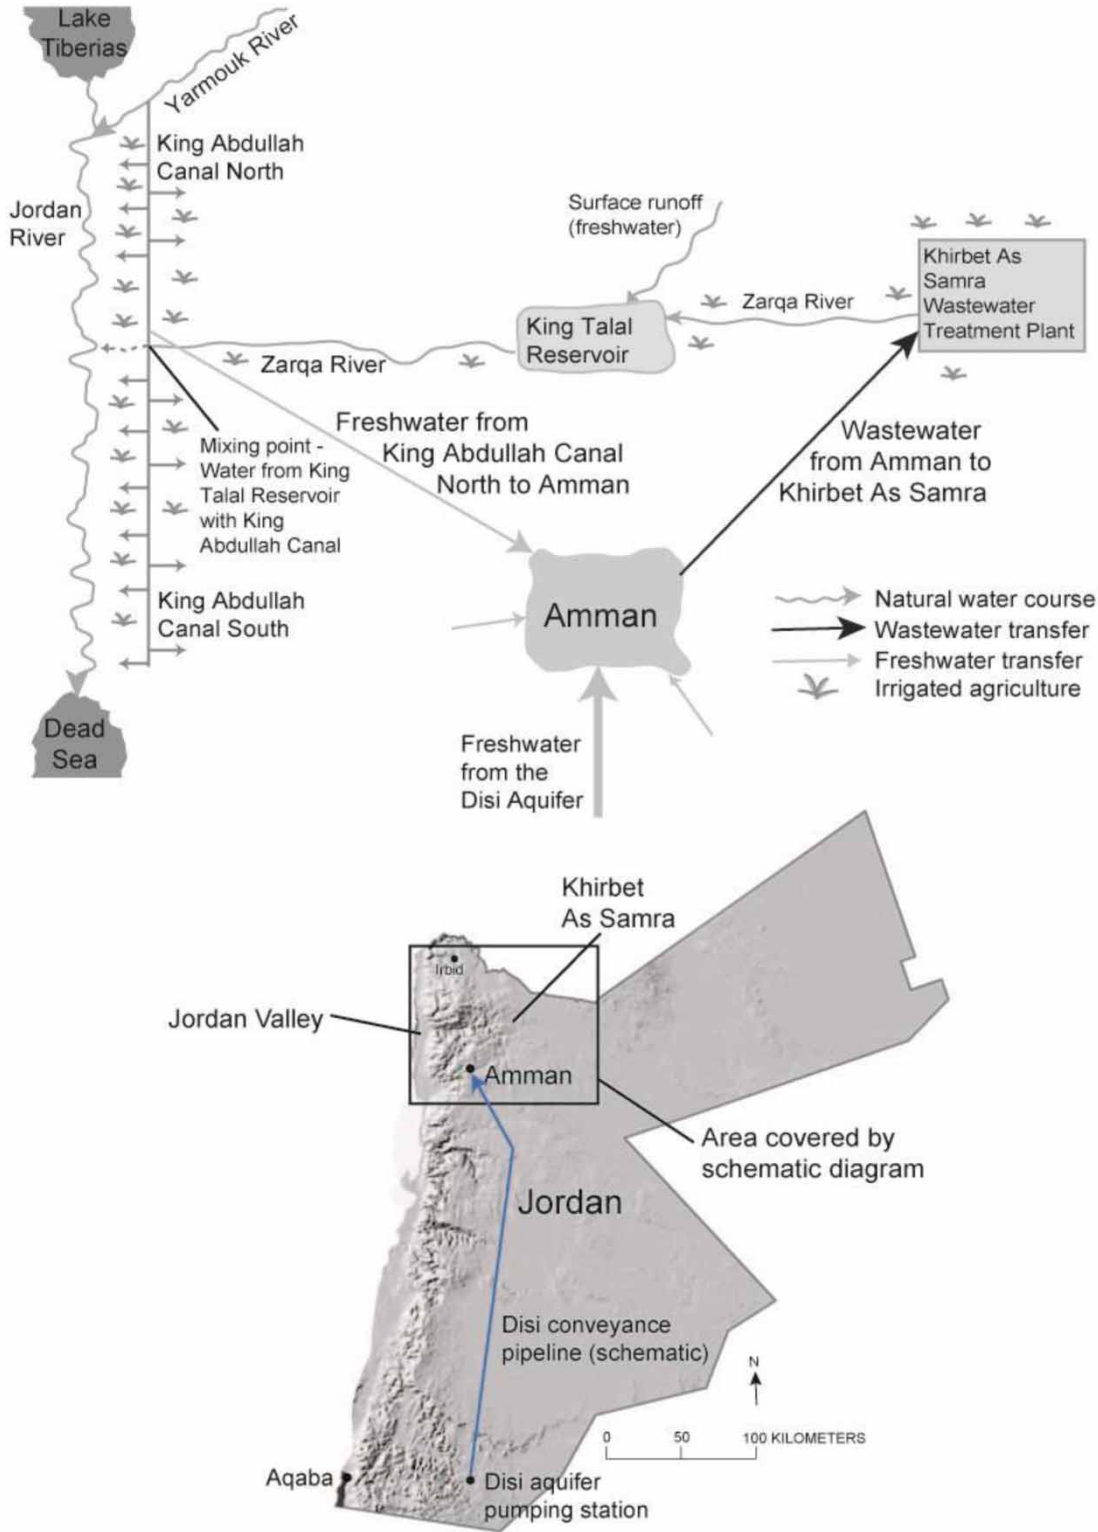 Lake
Tiberias
Yarmouk River
King Abdullah
Canal North
Jordan
River
Surface runoff
(freshwater)
Khirbet As
Samra
Wastewater
Treatment Plant
Zarqa River
King Talal
Reservoir
Zarqa River
Freshwater from
King Abdullah Canal
North to Amman
Wastewater
from Amman to
Khirbet As Samra
Mixing point -
Water from King
Talal Reservoir
with King
Abdullah Canal
King Abdullah
Canal South
Amman
Natural water course
Wastewater transfer
Freshwater transfer
Irrigated agriculture
Dead
Sea
Freshwater
from the
Disi Aquifer
Khirbet
As Samra
Irbid
Jordan Valley
Amman
Area covered by
schematic diagram
Jordan
Disi conveyance
pipeline (schematic)
N
0 50 100 KILOMETERS
Aqaba
Disi aquifer
pumping station